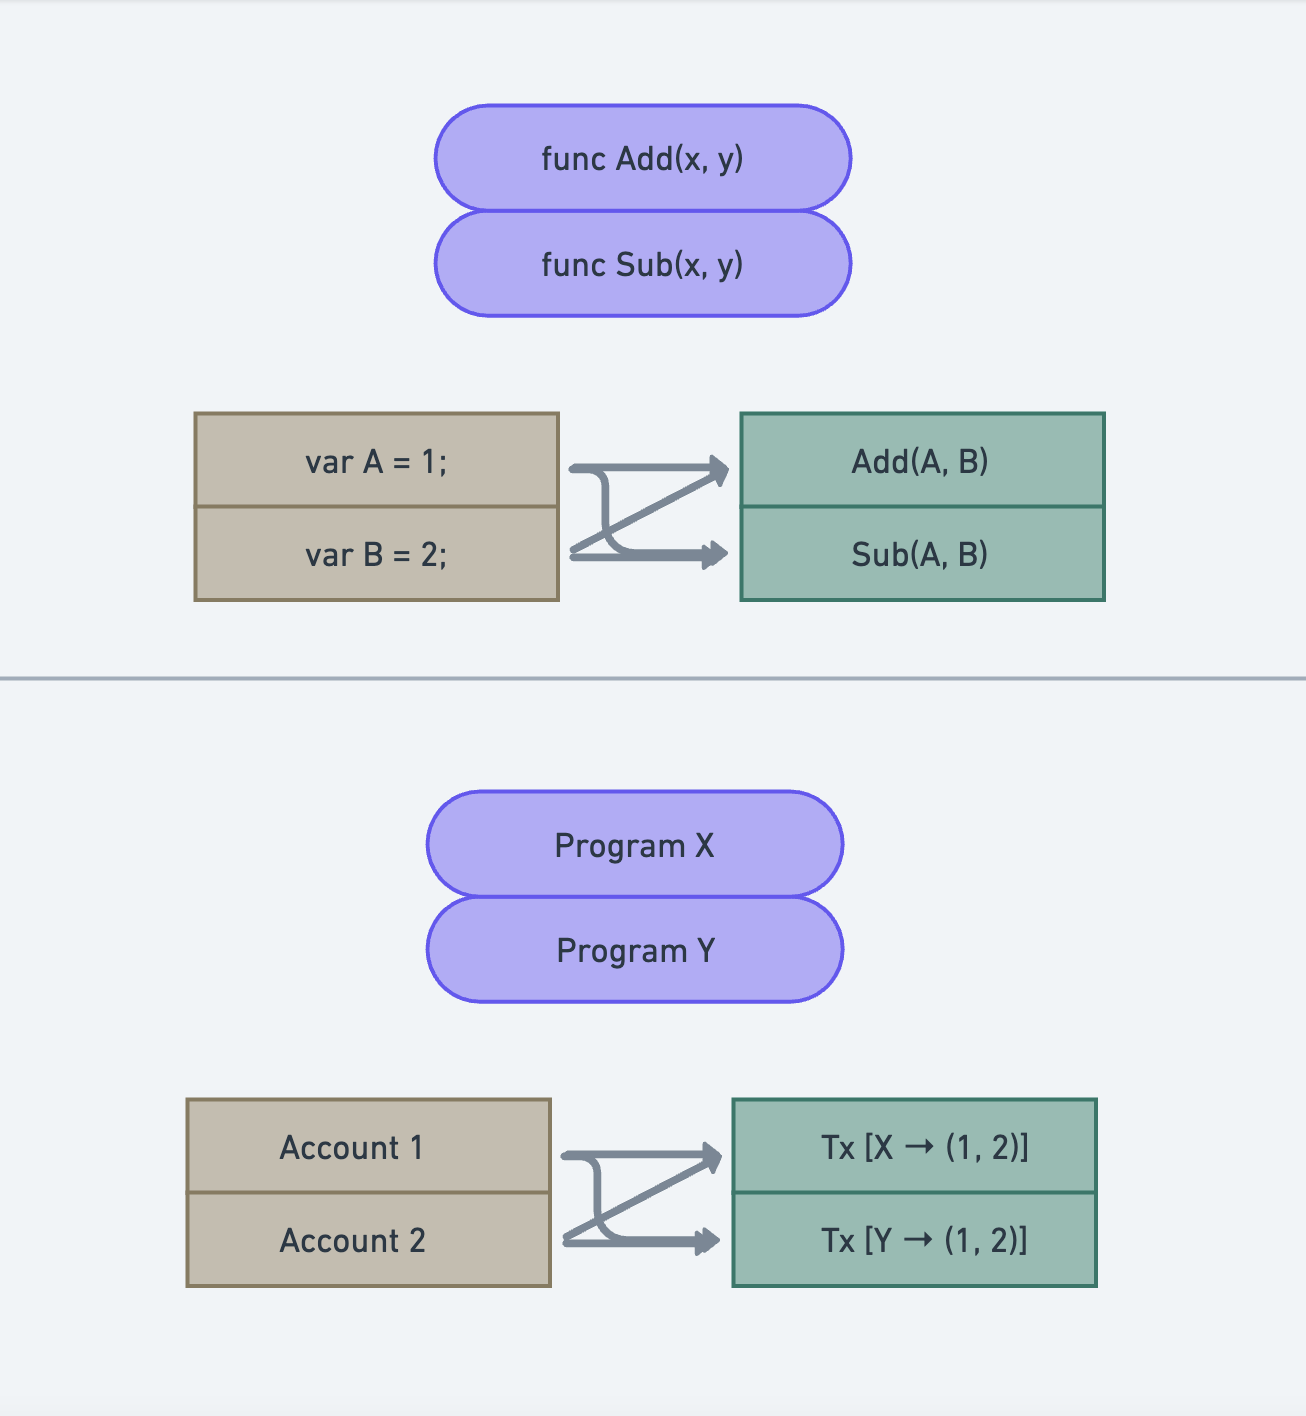 func Add(x, y)
func Sub(x, y)
var A = 1;
Add(A, B)
var B = 2;
Sub(A, B)
Program X
Program Y
Account 1
Tx [X → (1, 2)]
Account 2
Tx [Y → (1, 2)]